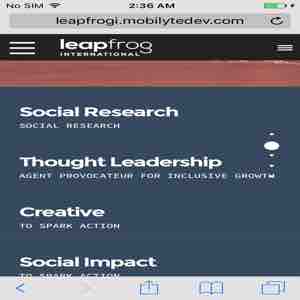 No SIM 2:36 AM
leapfrogi.mobilytedev.com
leapfrog
INTERNATIONAL
Social Research
SOCIAL RESEARCH
Thought Leadership
AGENT PROVOCATEUR FOR INCLUSIVE GROWTH
Creative
TO SPARK ACTION
Social Impact
TO SPARK ACTION